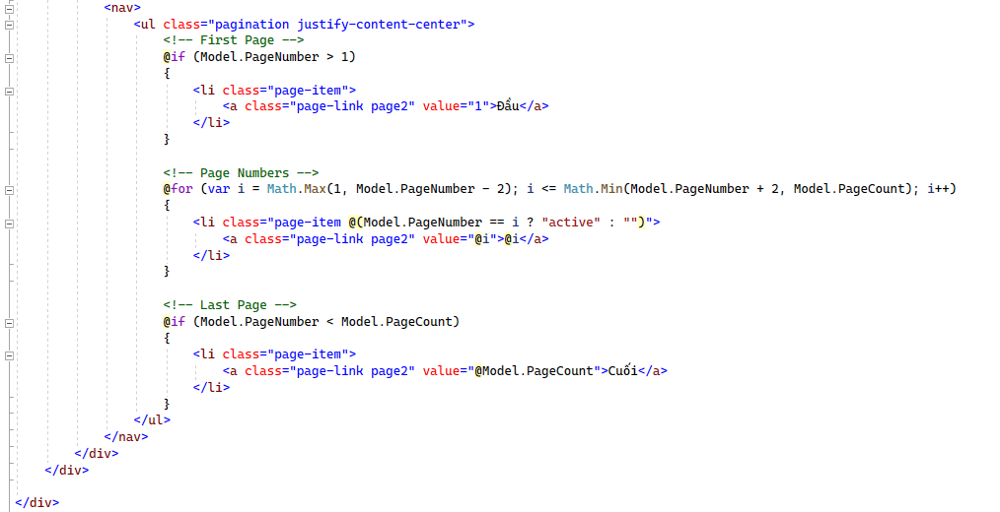 <nav>
<ul class="pagination justify-content-center">
<!-- First Page -->
@if (Model.PageNumber > 1)
{
<li class="page-item">
<a class="page-link page2" value="1">Đầu</a>
</li>
}
<!-- Page Numbers -->
@for (var i = Math.Max(1, Model.PageNumber - 2); i <= Math.Min(Model.PageNumber + 2, Model.PageCount); i++)
{
<li class="page-item @(Model.PageNumber == i ? "active" : "")">
<a class="page-link page2" value="@i">@i</a>
</li>
}
<!-- Last Page -->
@if (Model.PageNumber < Model.PageCount)
{
<li class="page-item">
<a class="page-link page2" value="@Model.PageCount">Cuối</a>
</li>
}
</ul>
</nav>
</div>
</div>
</div>